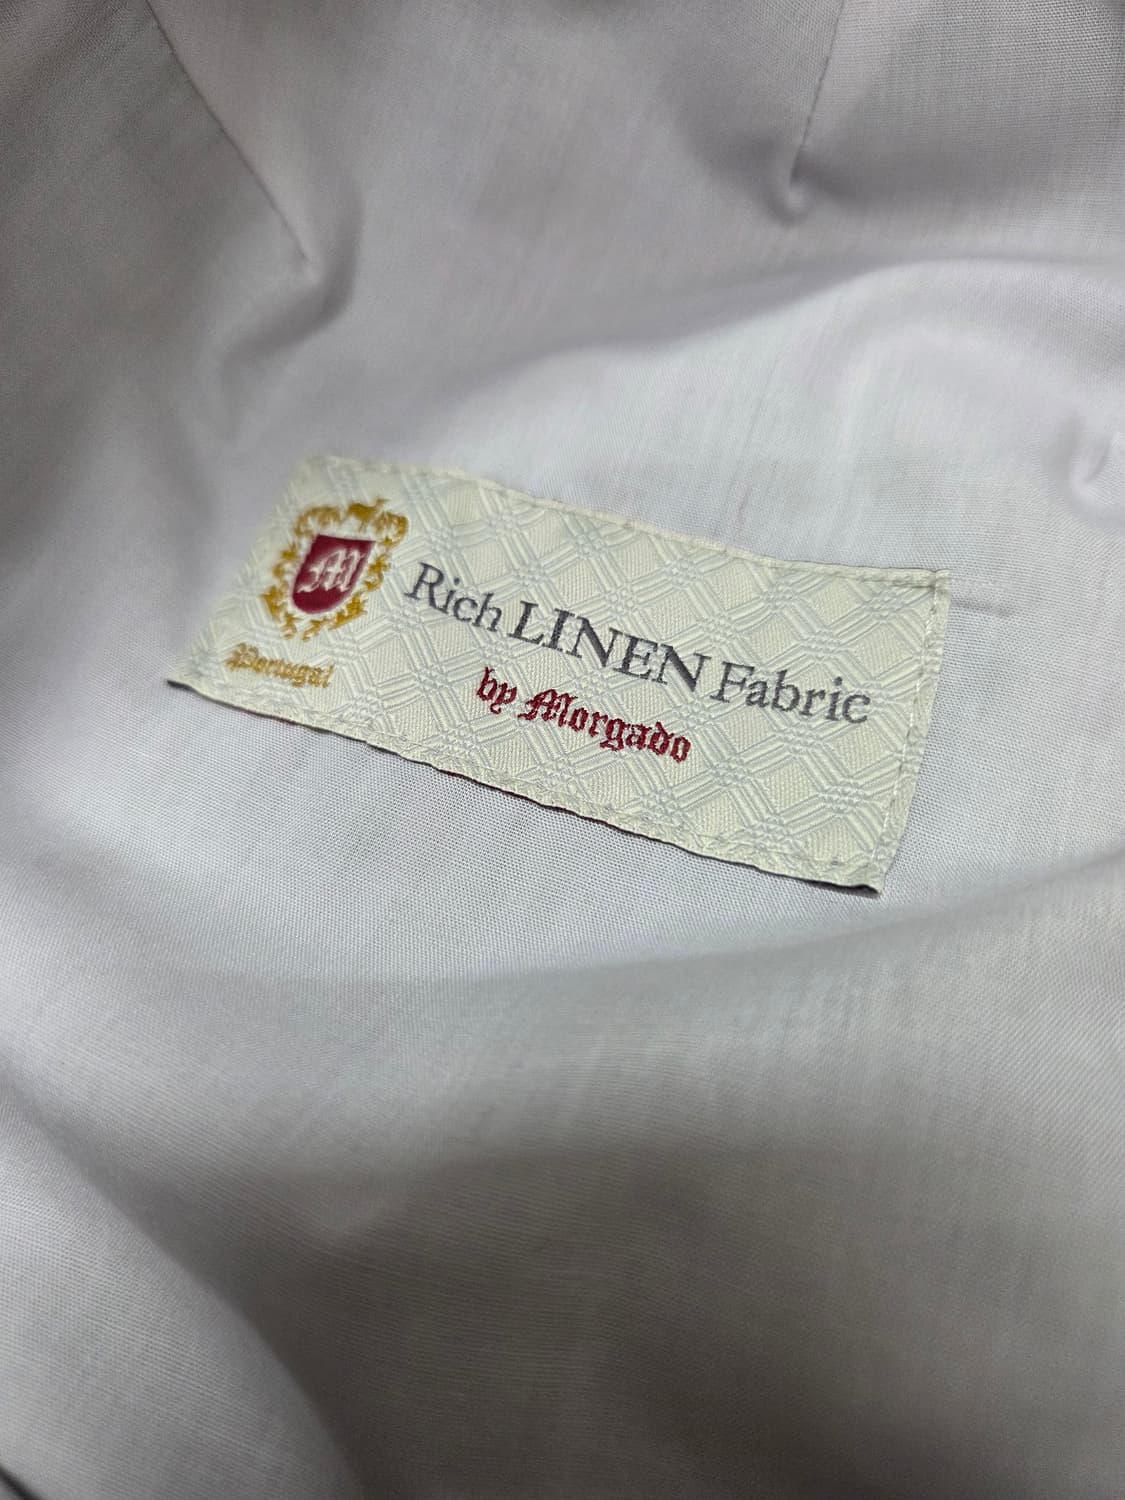 M
Portugal
Rich LINEN Fabric
by Morgado